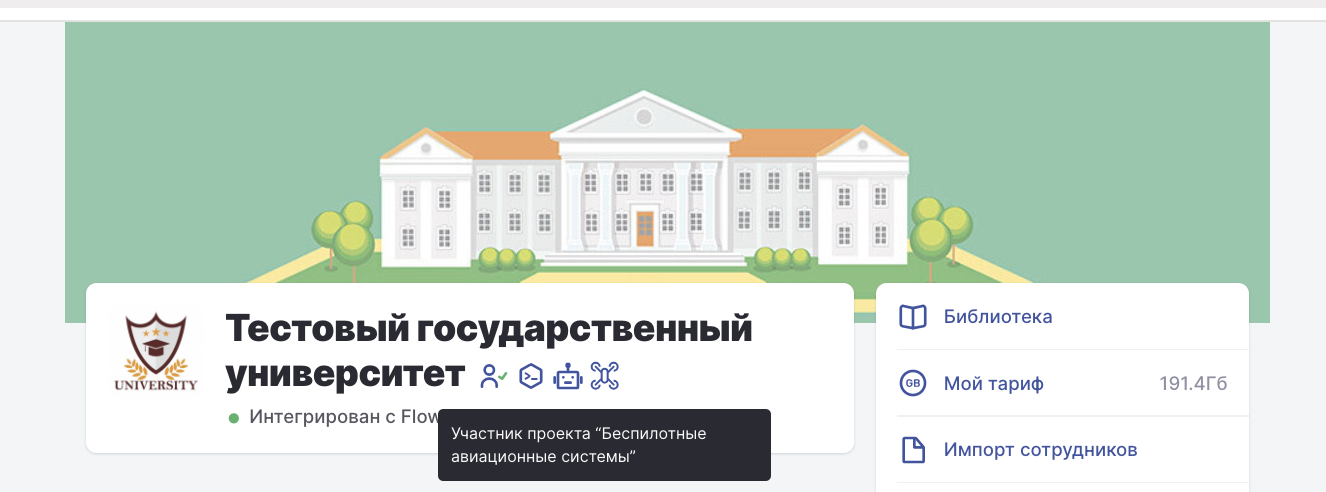 Тестовый государственный
университет
Интегрирован с Flow
Участник проекта “Беспилотные
авиационные системы”
UNIVERSITY
Библиотека
GB Мой тариф 191.4Гб
Импорт сотрудников